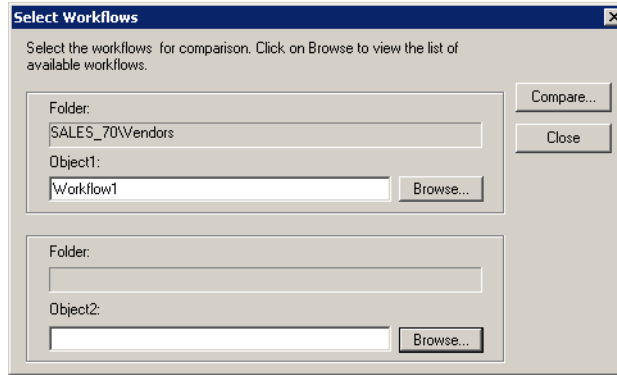 Select Workflows
Select the workflows for comparison. Click on Browse to view the list of
available workflows.
Compare...
Folder:
SALES_70\Vendors
Close
Object1:
Workflow1
Browse...
Folder:
Object2:
Browse...